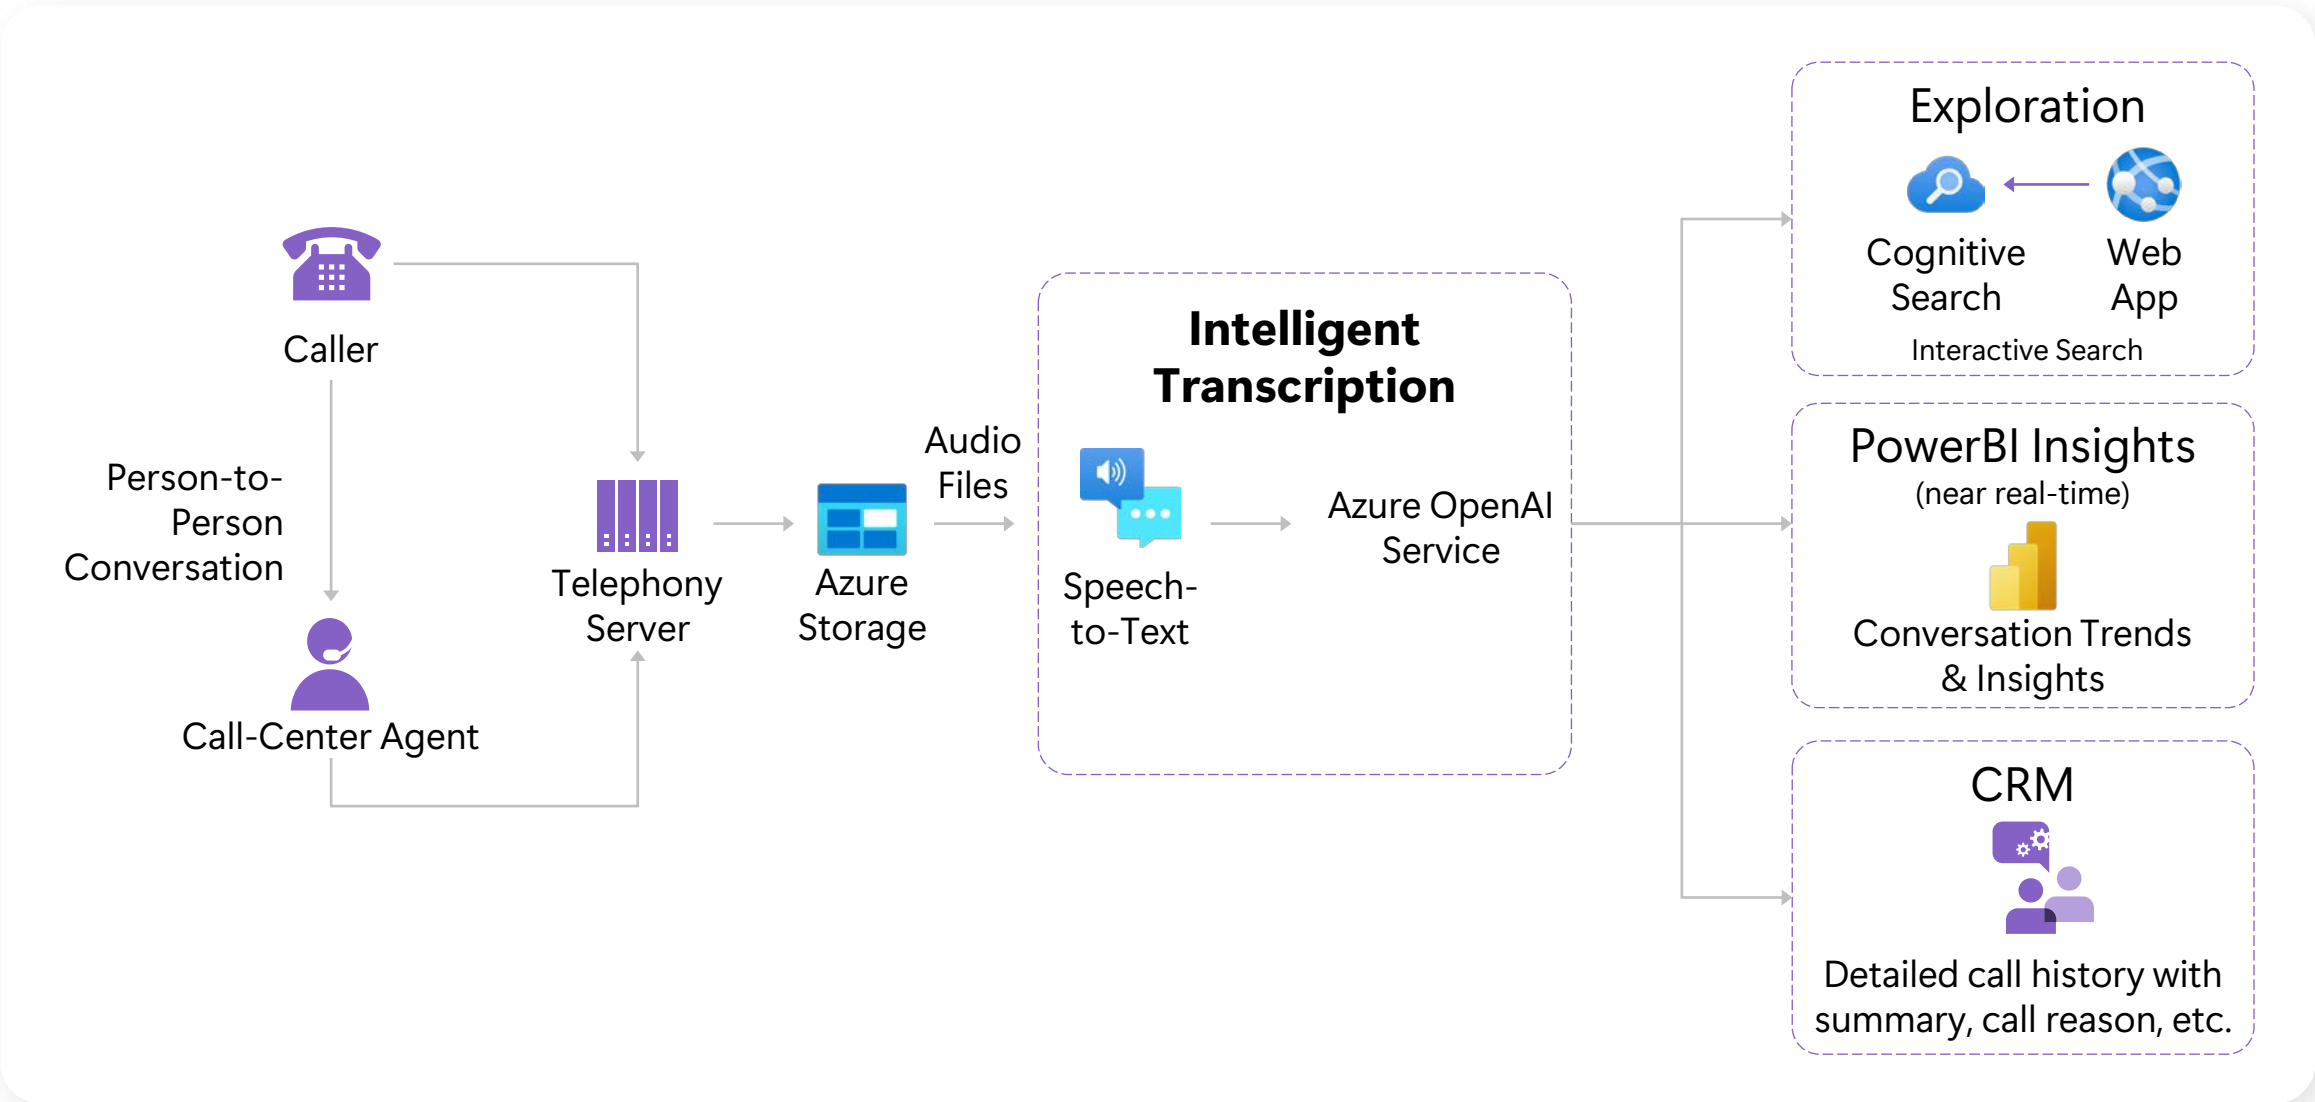 Caller
Person-to-
Person
Conversation
Call-Center Agent
Telephony
Server
Azure
Storage
Audio
Files
Intelligent
Transcription
Speech-
to-Text
Azure OpenAI
Service
Exploration
Cognitive
Search
Web
App
Interactive Search
PowerBI Insights
(near real-time)
Conversation Trends
& Insights
CRM
Detailed call history with
summary, call reason, etc.